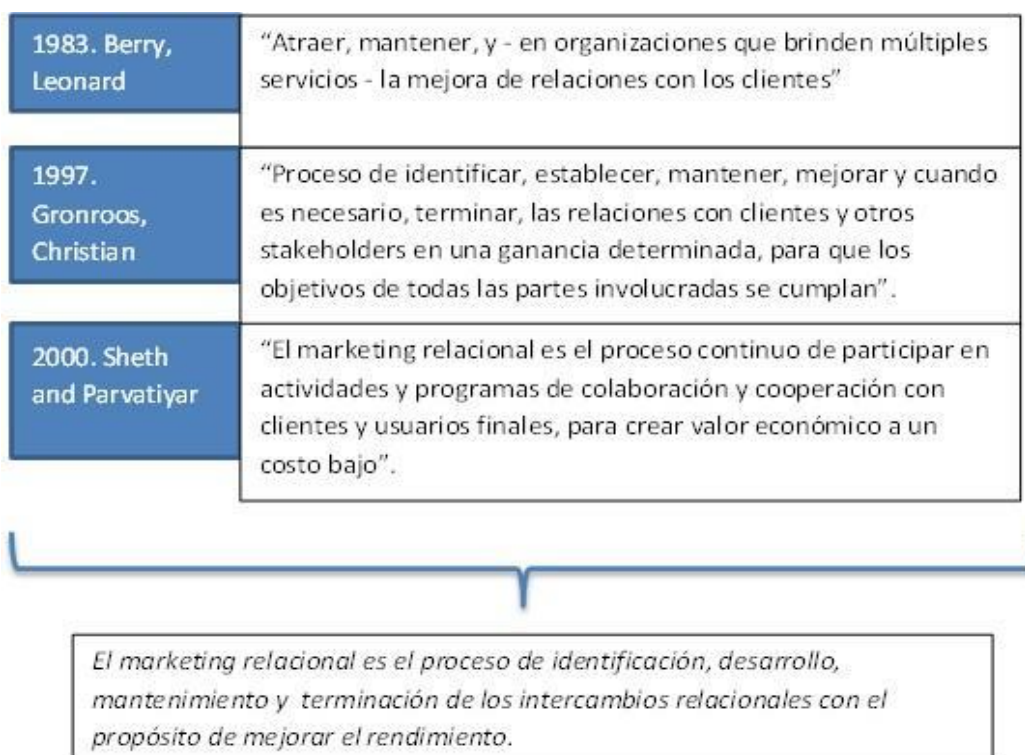 1983. Berry,
Leonard
“Atraer, mantener, y - en organizaciones que brinden múltiples
servicios - la mejora de relaciones con los clientes”
1997.
Gronroos,
Christian
“Proceso de identificar, establecer, mantener, mejorar y cuando
es necesario, terminar, las relaciones con clientes y otros
stakeholders en una ganancia determinada, para que los
objetivos de todas las partes involucradas se cumplan”.
2000. Sheth
and Parvatiyar
“El marketing relacional es el proceso continuo de participar en
actividades y programas de colaboración y cooperación con
clientes y usuarios finales, para crear valor económico a un
costo bajo”.
El marketing relacional es el proceso de identificación, desarrollo,
mantenimiento y terminación de los intercambios relacionales con el
propósito de mejorar el rendimiento.